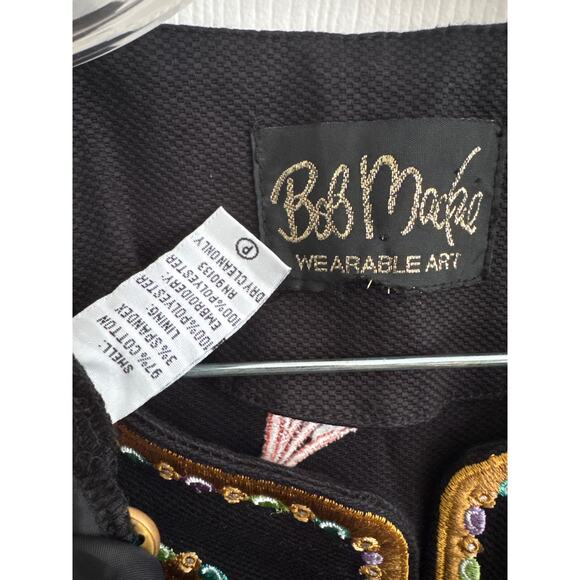 Bob Mackie
WEARABLE ART
SHELL:
97% COTTON
3% SPANDEX
LINING:
100%POLYESTER
EMBROIDERY:
100%POLYESTER
RN 90133
DRY CLEAN ONLY
P